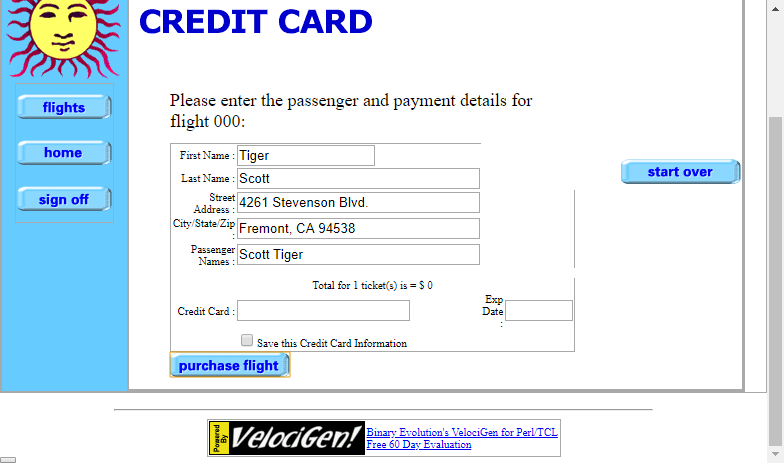 CREDIT CARD
Please enter the passenger and payment details for
flight 000:
flights
home
sign off
start over
First Name : Tiger
Last Name : Scott
Street
Address : 4261 Stevenson Blvd.
City/State/Zip
: Fremont, CA 94538
Passenger
Names : Scott Tiger
Total for 1 ticket(s) is = $ 0
Credit Card :
Exp
Date
:
Save this Credit Card Information
purchase flight
Powered
By
VelociGen!
Binary Evolution's VelociGen for Perl/TCL
Free 60 Day Evaluation